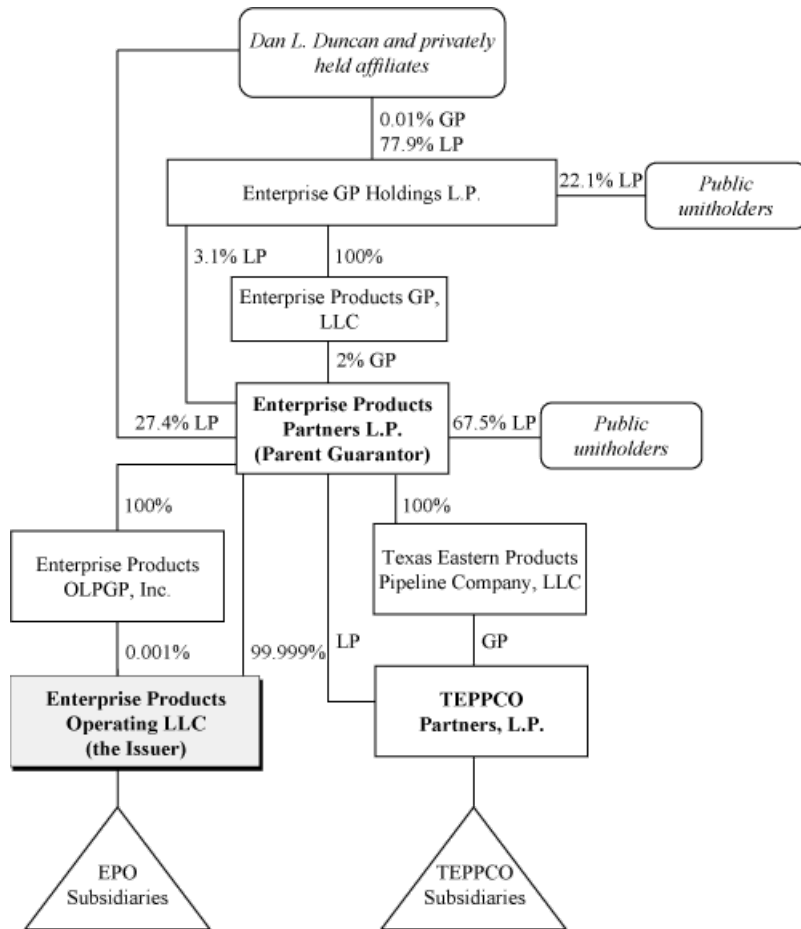 Dan L. Duncan and privately
held affiliates
0.01% GP
77.9% LP
Enterprise GP Holdings L.P.
22.1% LP
Public
unitholders
3.1% LP
100%
Enterprise Products GP,
LLC
2% GP
Enterprise Products
Partners L.P.
(Parent Guarantor)
27.4% LP
67.5% LP
Public
unitholders
100%
100%
Enterprise Products
OLPGP, Inc.
Texas Eastern Products
Pipeline Company, LLC
0.001%
99.999%
LP
GP
Enterprise Products
Operating LLC
(the Issuer)
TEPPCO
Partners, L.P.
EPO
Subsidiaries
TEPPCO
Subsidiaries